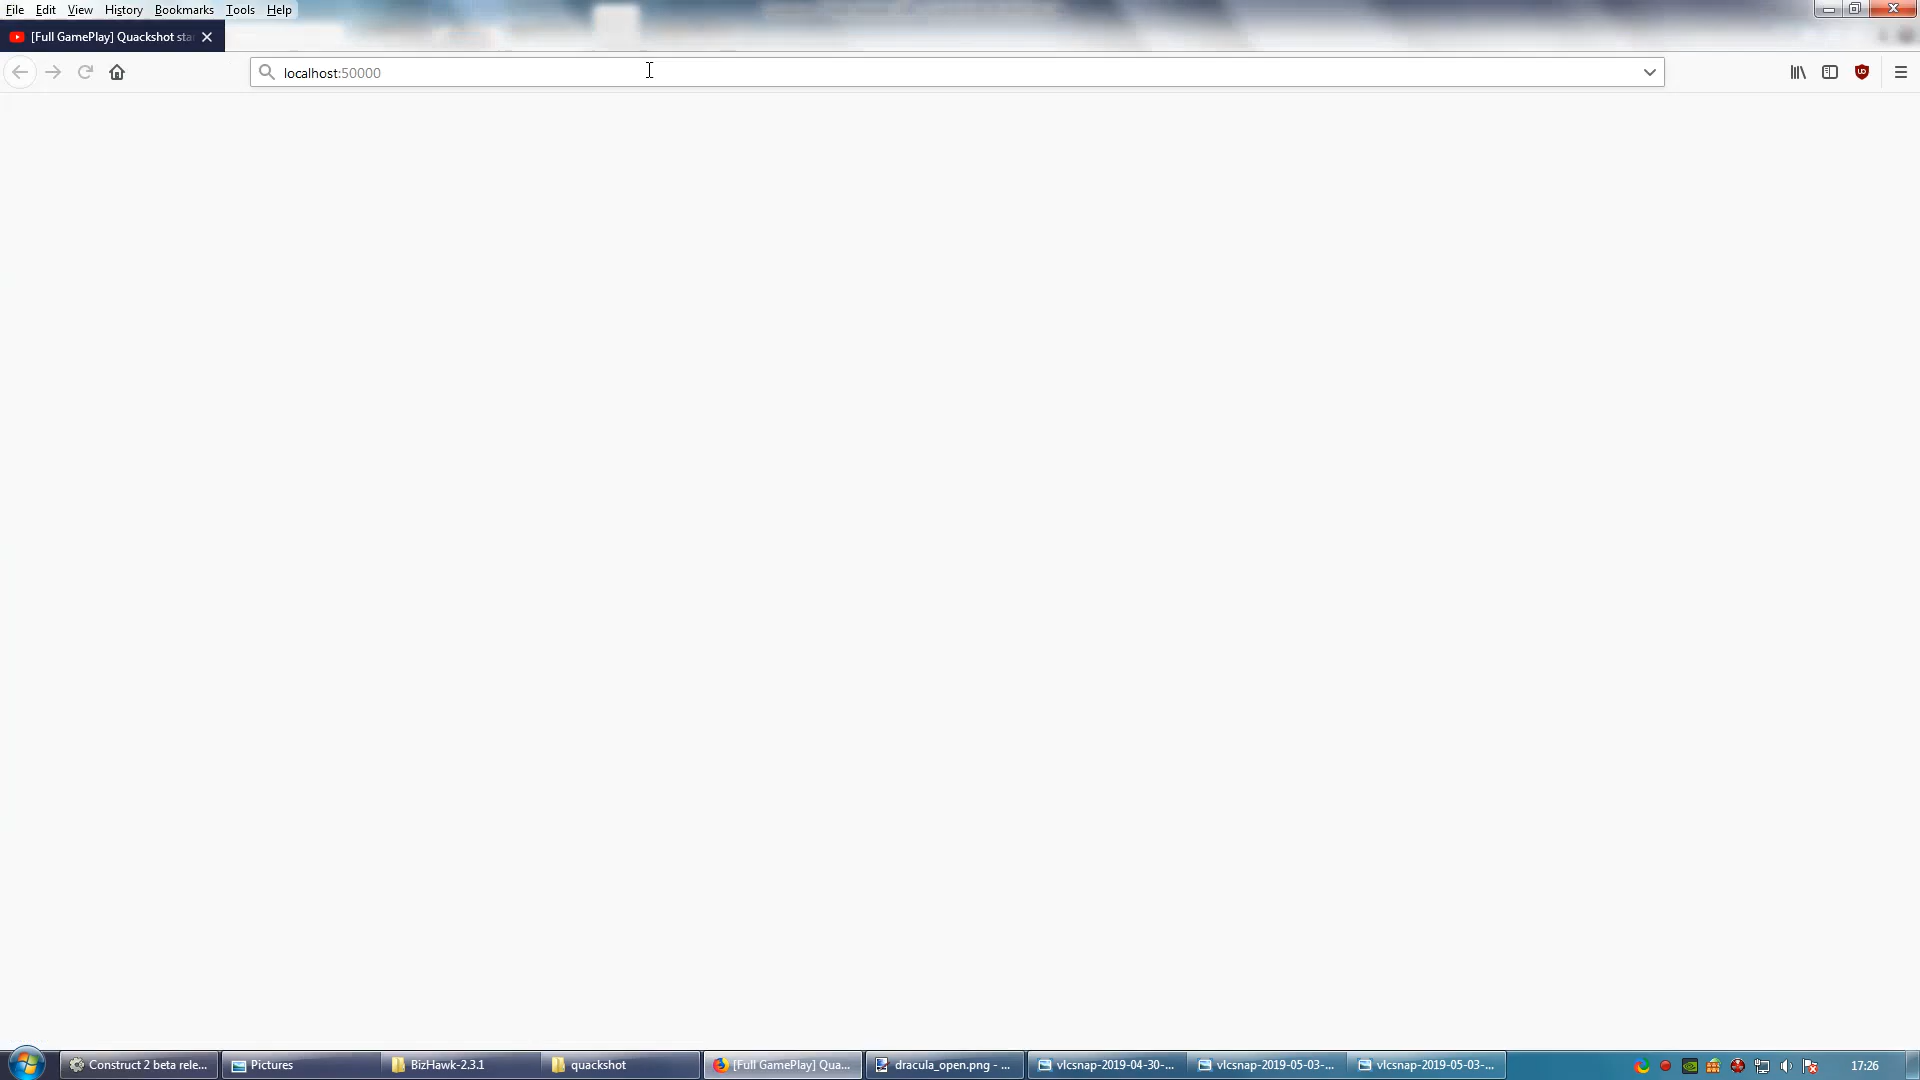 File Edit View History Bookmarks Tools Help
[Full GamePlay] Quackshot sta
localhost:50000
Construct 2 beta rele...
Pictures
BizHawk-2.3.1
quackshot
[Full GamePlay] Qua...
dracula_open.png - ...
vlcsnap-2019-04-30-...
vlcsnap-2019-05-03-...
vlcsnap-2019-05-03-...
17:26